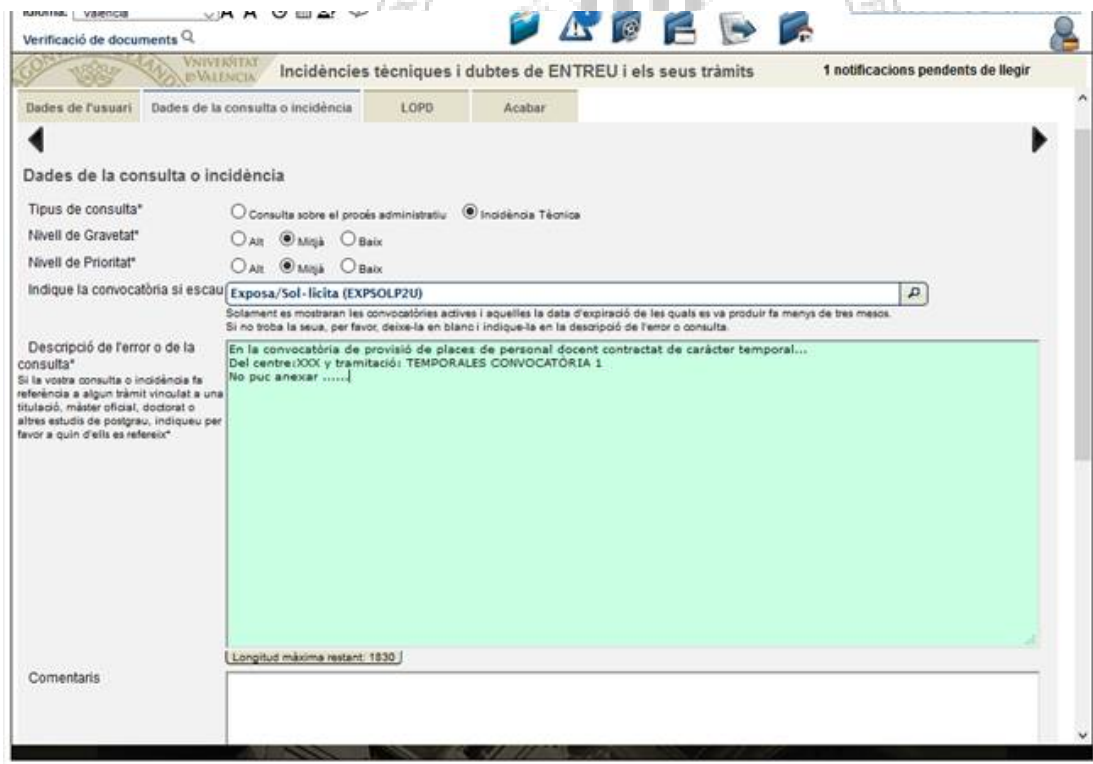 Idioma: Valencià
A A
Verificació de documents
VNIVERSITAT
D VALÈNCIA
Incidències tècniques i dubtes de ENTREU i els seus tràmits
1 notificacions pendents de llegir
Dades de l'usuari
Dades de la consulta o incidència
LOPD
Acabar
Dades de la consulta o incidència
Tipus de consulta*
Consulta sobre el procés administratiu
Incidència Tècnica
Nivell de Gravetat*
Alt
Mitjà
Baix
Nivell de Prioritat*
Alt
Mitjà
Baix
Indique la convocatòria si escau
Exposa/Sol·licita (EXPSOLP2U)
Solament es mostraran les convocatòries actives i aquelles la data d'expiració de les quals es va produir fa menys de tres mesos.
Si no troba la seua, per favor, deixe-la en blanc i indique-la en la descripció de l'error o consulta.
Descripció de l'error o de la
consulta*
Si la vostra consulta o incidència fa
referència a algun tràmit vinculat a una
titulació, màster oficial, doctorat o
altres estudis de postgrau, indiqueu per
favor a quin d'ells es refereix*
En la convocatòria de provisió de places de personal docent contractat de caràcter temporal...
Del centre:XXX y tramitació: TEMPORALES CONVOCATÒRIA 1
No puc anexar ......
Longitud màxima restant: 1830
Comentaris